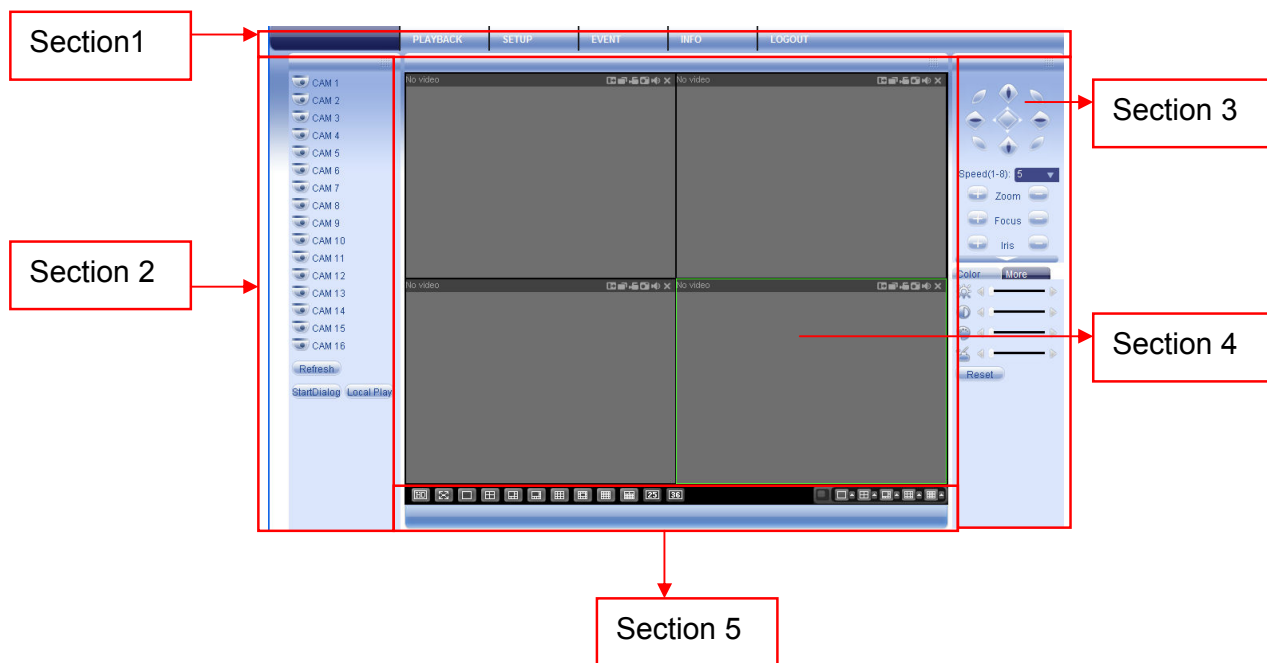 Section1
PLAYBACK SETUP EVENT INFO LOGOUT
CAM 1
CAM 2
CAM 3
CAM 4
CAM 5
CAM 6
CAM 7
CAM 8
CAM 9
CAM 10
CAM 11
CAM 12
CAM 13
CAM 14
CAM 15
CAM 16
Refresh
StartDialog Local Play
Section 2
No video No video
No video No video
25 36
Speed(1-8): 5
Zoom
Focus
Iris
Color More
Reset
Section 3
Section 4
Section 5